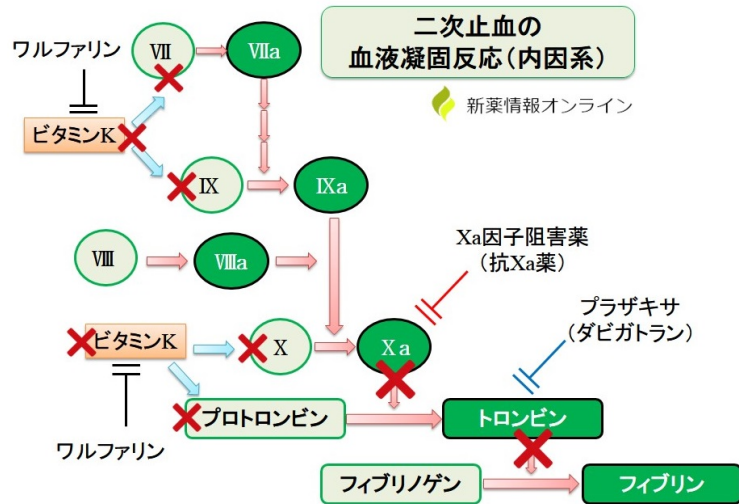 二次止血の
血液凝固反応(内因系)
新薬情報オンライン
ワルファリン
ビタミンK
Ⅶ
Ⅶa
Ⅸ
Ⅸa
Ⅷ
Ⅷa
Xa因子阻害薬
(抗Xa薬)
プラザキサ
(ダビガトラン)
ビタミンK
Ⅹ
Ⅹa
ワルファリン
プロトロンビン
トロンビン
フィブリノゲン
フィブリン